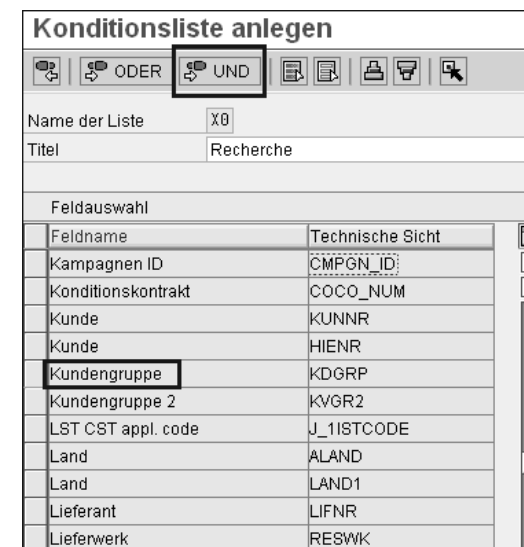 Konditionsliste anlegen
ODER UND
Name der Liste X0
Titel Recherche
Feldauswahl
Feldname Technische Sicht
Kampagnen ID CMPGN_ID
Konditionskontrakt COCO_NUM
Kunde KUNNR
Kunde HIENR
Kundengruppe KDGRP
Kundengruppe 2 KVGR2
LST CST appl. code J_1ISTCODE
Land ALAND
Land LAND1
Lieferant LIFNR
Lieferwerk RESWK